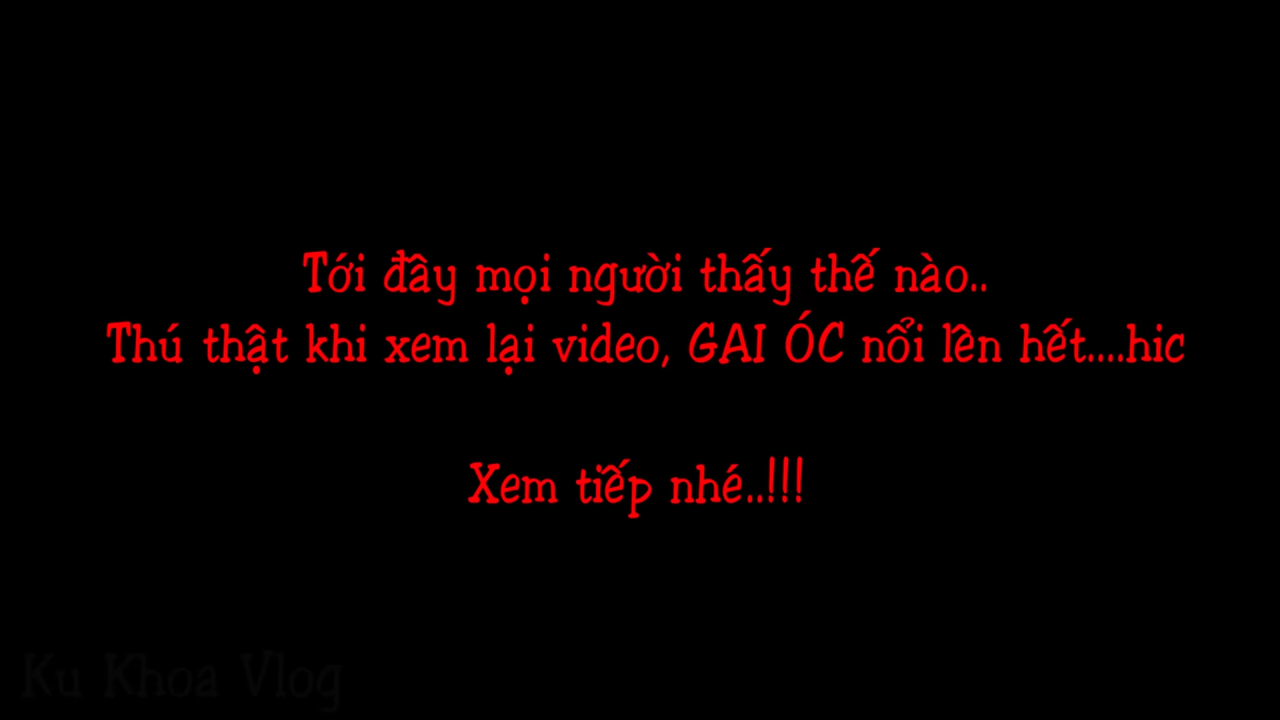 Tới đây mọi người thấy thế nào..
Thú thật khi xem lại video, GAI ÓC nổi lên hết....hic
Xem tiếp nhé..!!!
Ku Khoa Vlog